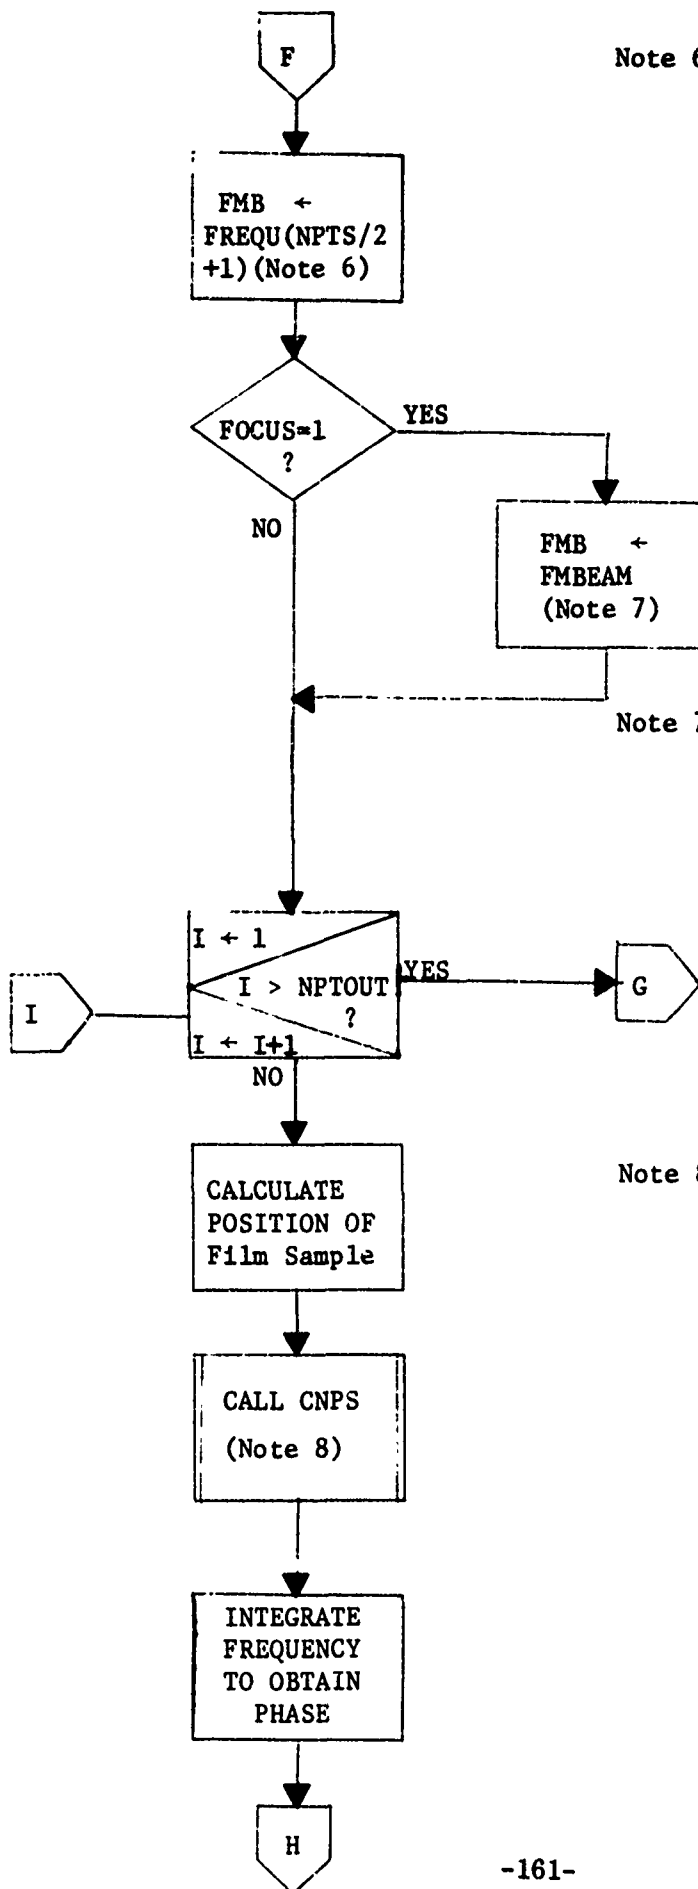 F
Note 6
FMB ←
FREQU(NPTS/2
+1)(Note 6)
FOCUS=1
?
YES
NO
FMB ←
FMBEAM
(Note 7)
Note 7
I ← 1
I > NPTOUT
?
I ← I+1
YES
G
I
NO
Note 8
CALCULATE
POSITION OF
Film Sample
CALL CNPS
(Note 8)
INTEGRATE
FREQUENCY
TO OBTAIN
PHASE
H
-161-